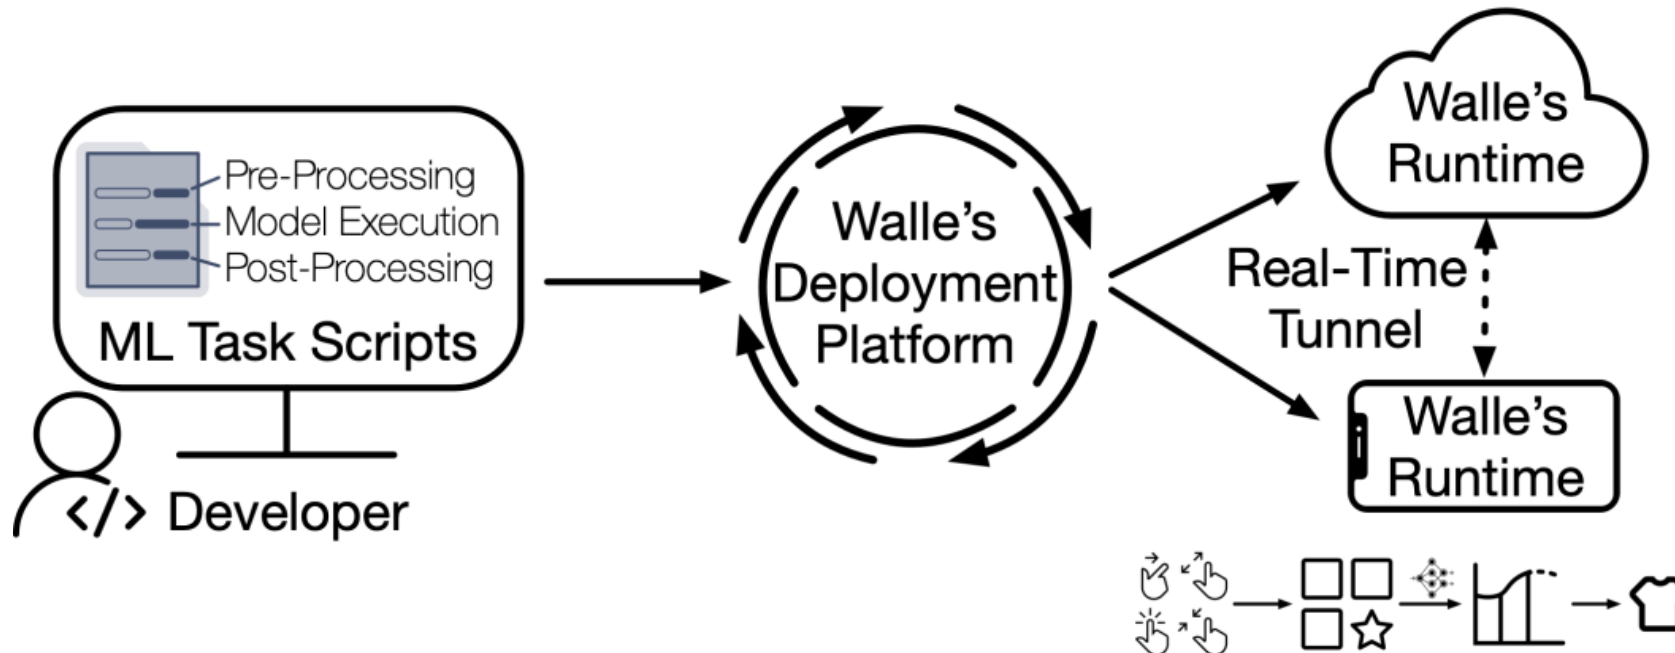 Pre-Processing
Model Execution
Post-Processing
ML Task Scripts
</> Developer
Walle's
Deployment
Platform
Walle's
Runtime
Real-Time
Tunnel
Walle's
Runtime